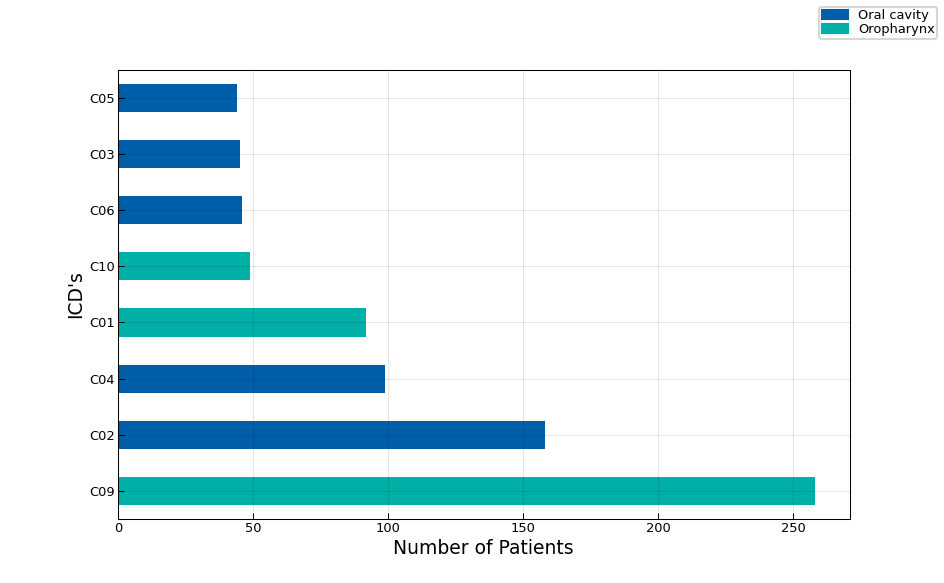 Oral cavity
Oropharynx
C05
C03
C06
C10
C01
C04
C02
C09
ICD's
0 50 100 150 200 250
Number of Patients